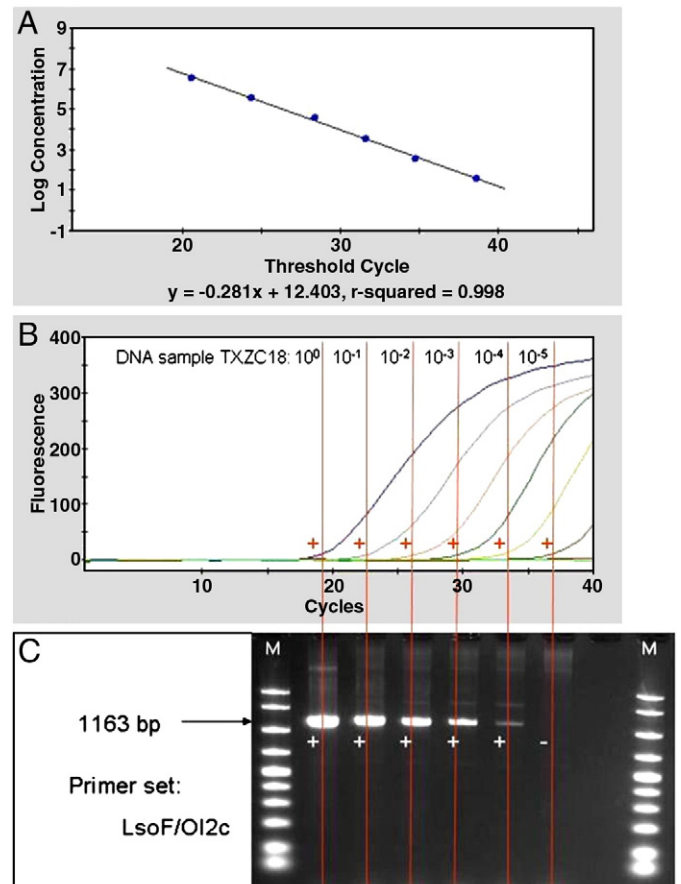 A
9
7
5
3
1
-1
Log Concentration
20 30 40
Threshold Cycle
y = -0.281x + 12.403, r-squared = 0.998
B
400
300
200
100
0
Fluorescence
DNA sample TXZC18: 10⁰ 10⁻¹ 10⁻² 10⁻³ 10⁻⁴ 10⁻⁵
+ + + + + +
10 20 30 40
Cycles
C
M M
1163 bp
+ + + + + -
Primer set:
LsoF/OI2c